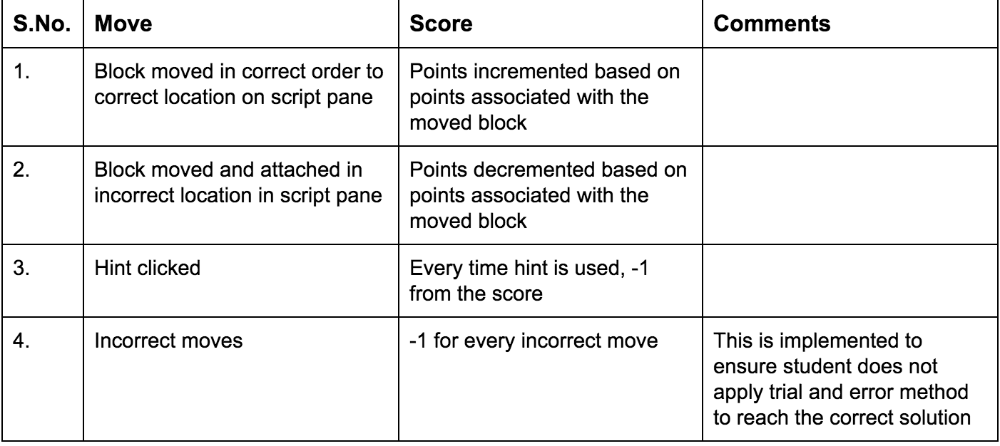 S.No. Move Score Comments
1. Block moved in correct order to correct location on script pane Points incremented based on points associated with the moved block
2. Block moved and attached in incorrect location in script pane Points decremented based on points associated with the moved block
3. Hint clicked Every time hint is used, -1 from the score
4. Incorrect moves -1 for every incorrect move This is implemented to ensure student does not apply trial and error method to reach the correct solution